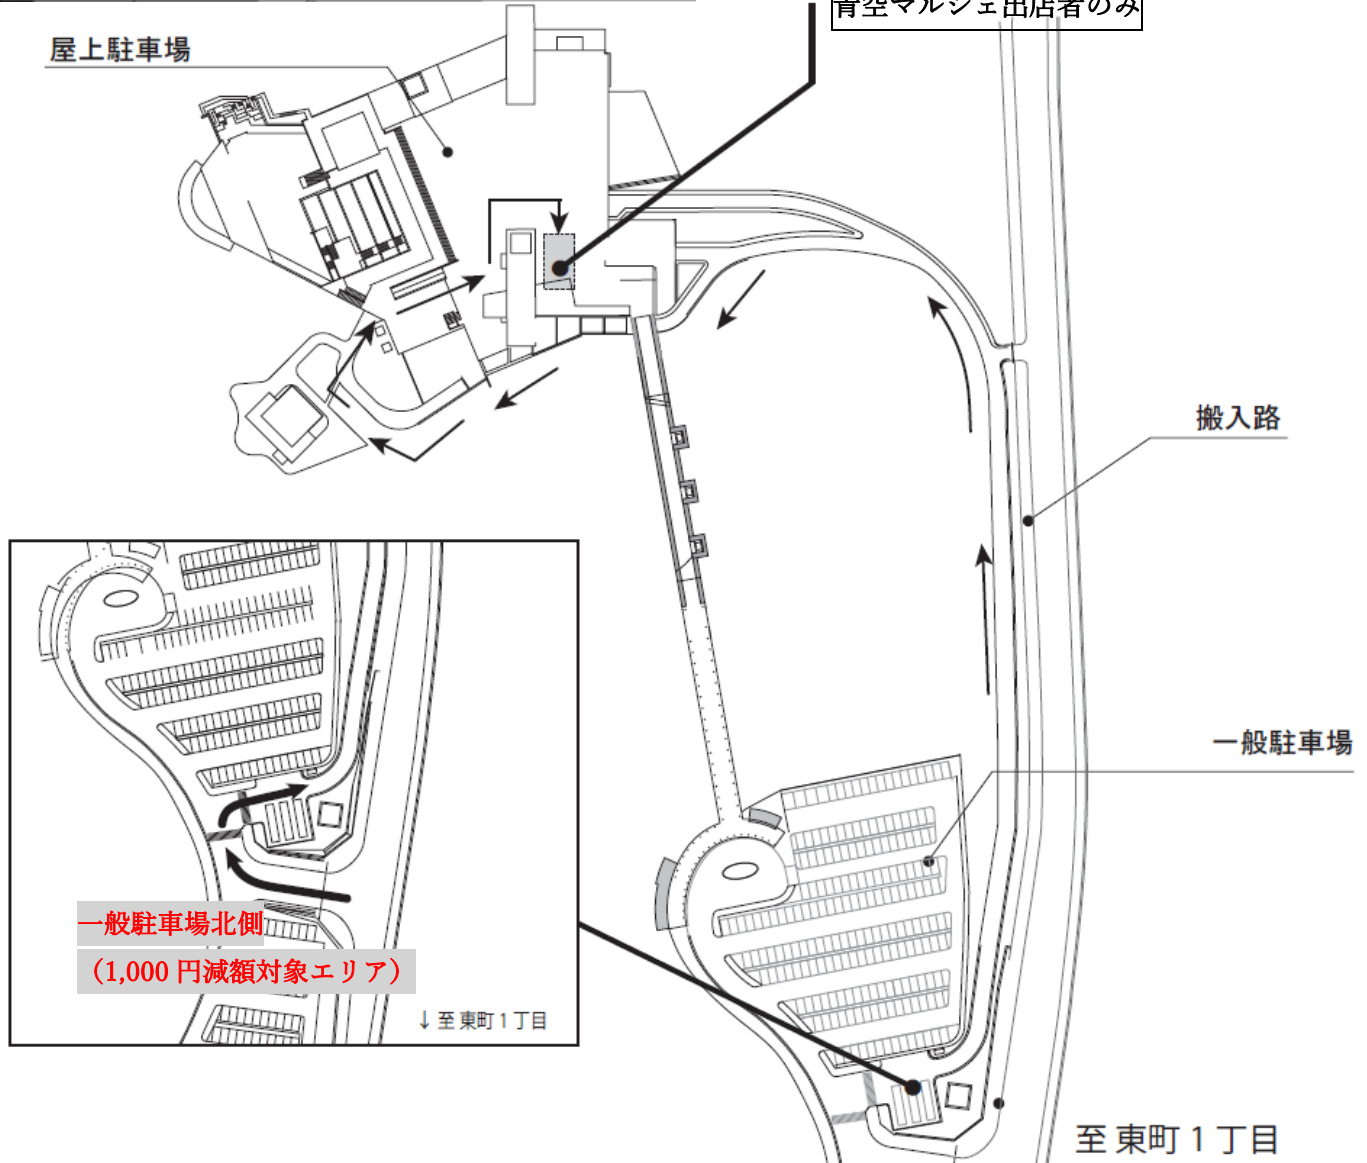 青空マルシェ出店者のみ
屋上駐車場
搬入路
一般駐車場
一般駐車場北側
（1,000 円減額対象エリア）
↓ 至 東町 1 丁目
至 東町 1 丁目